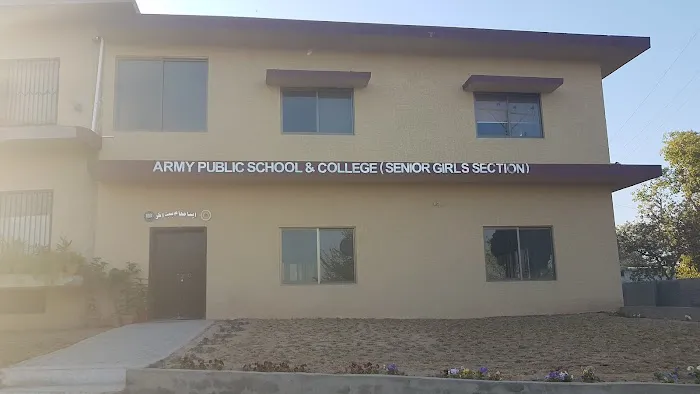 ARMY PUBLIC SCHOOL & COLLEGE (SENIOR GIRLS SECTION)